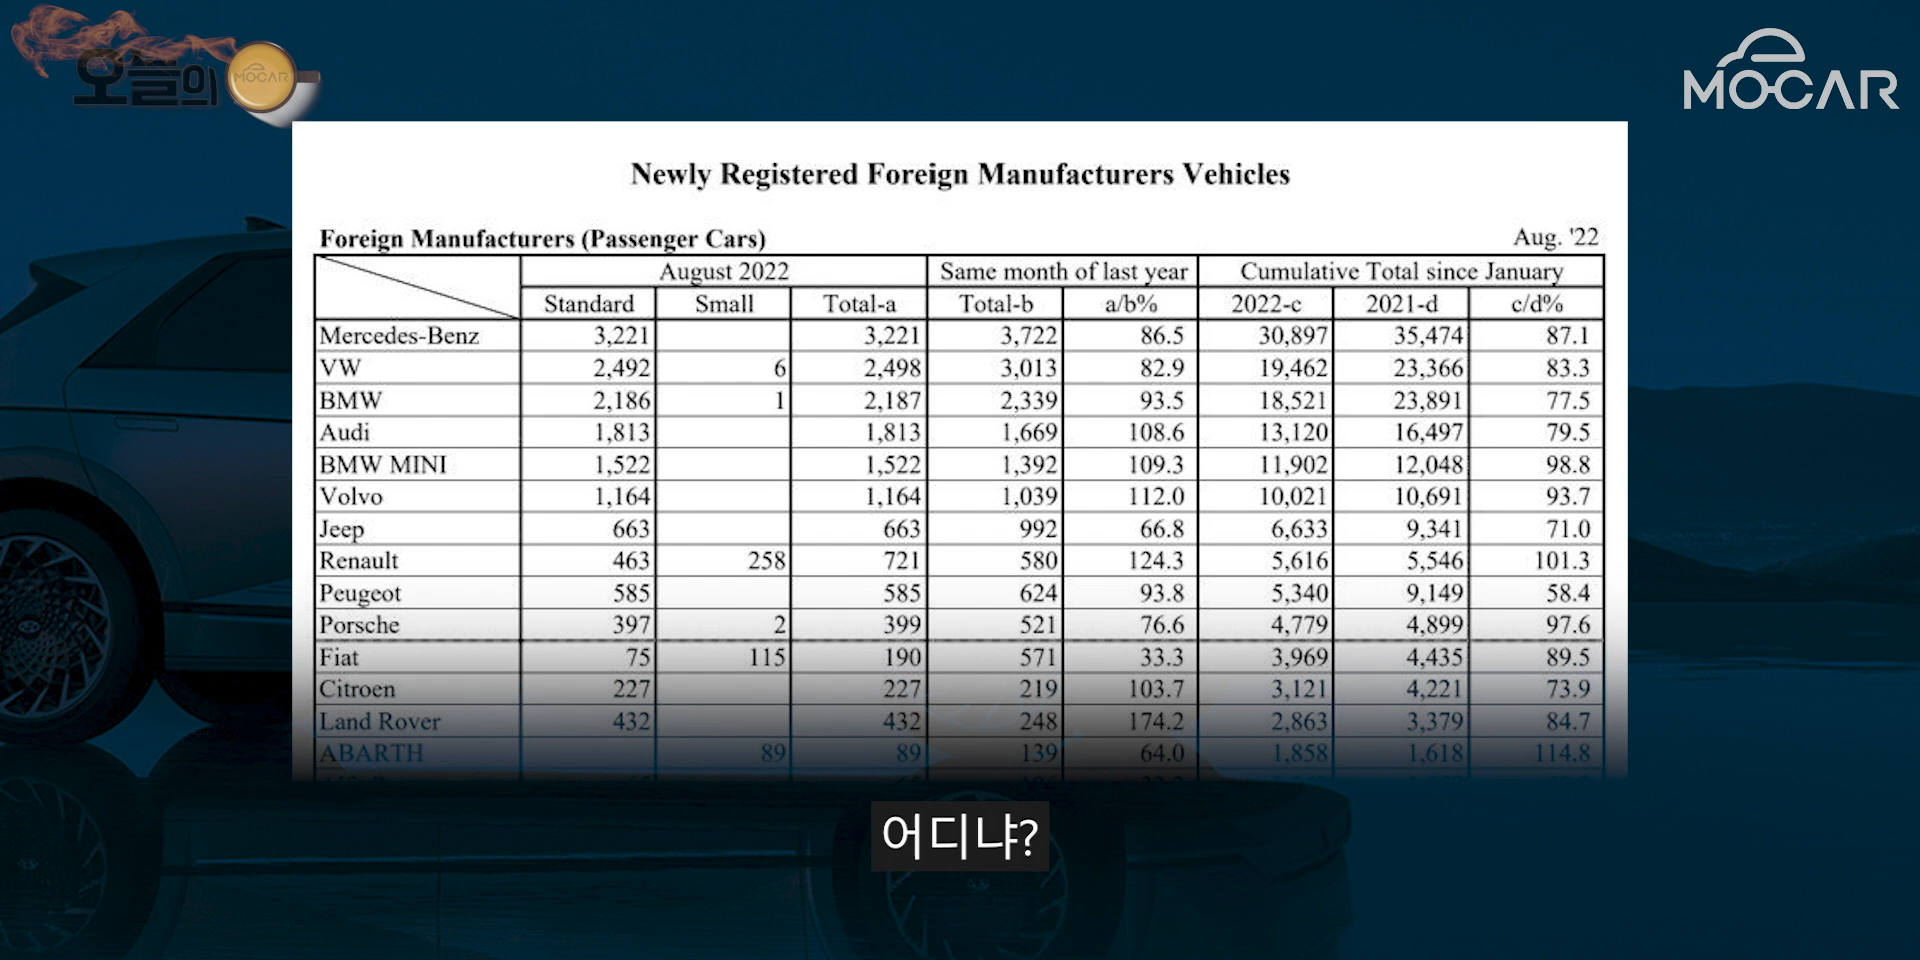 오늘의
MOCAR
MOCAR
Newly Registered Foreign Manufacturers Vehicles
Foreign Manufacturers (Passenger Cars) Aug. '22
August 2022 Same month of last year Cumulative Total since January
Standard Small Total-a Total-b a/b% 2022-c 2021-d c/d%
Mercedes-Benz 3,221 3,221 3,722 86.5 30,897 35,474 87.1
VW 2,492 6 2,498 3,013 82.9 19,462 23,366 83.3
BMW 2,186 1 2,187 2,339 93.5 18,521 23,891 77.5
Audi 1,813 1,813 1,669 108.6 13,120 16,497 79.5
BMW MINI 1,522 1,522 1,392 109.3 11,902 12,048 98.8
Volvo 1,164 1,164 1,039 112.0 10,021 10,691 93.7
Jeep 663 663 992 66.8 6,633 9,341 71.0
Renault 463 258 721 580 124.3 5,616 5,546 101.3
Peugeot 585 585 624 93.8 5,340 9,149 58.4
Porsche 397 2 399 521 76.6 4,779 4,899 97.6
Fiat 75 115 190 571 33.3 3,969 4,435 89.5
Citroen 227 227 219 103.7 3,121 4,221 73.9
Land Rover 432 432 248 174.2 2,863 3,379 84.7
ABARTH 89 89 139 64.0 1,858 1,618 114.8
어디냐?